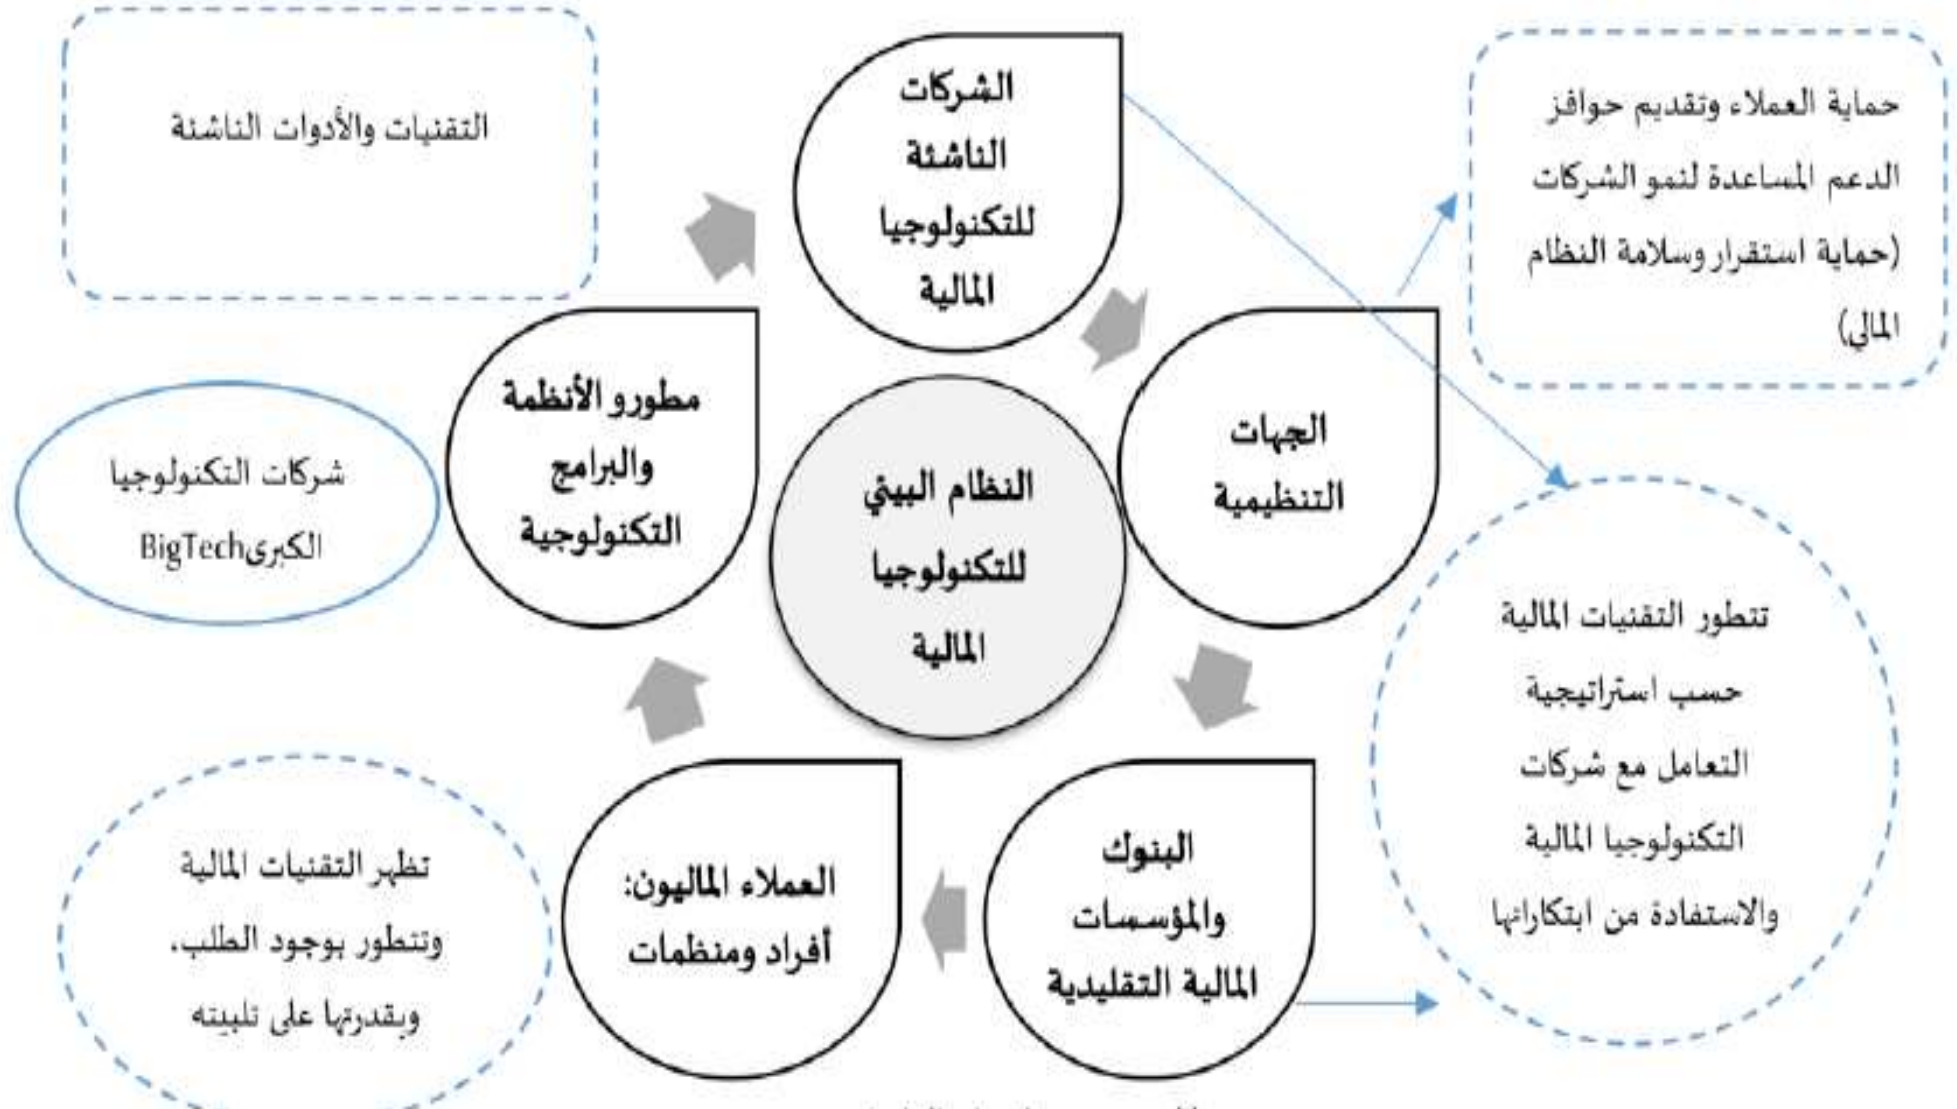 الشركات
الناشئة
للتكنولوجيا
المالية
حماية العملاء وتقديم حوافز
الدعم المساعدة لنمو الشركات
(حماية استقرار وسلامة النظام
المالي)
التقنيات والأدوات الناشئة
الجهات
التنظيمية
مطورو الأنظمة
والبرامج
التكنولوجية
شركات التكنولوجيا
الكبرىBigTech
النظام البيئي
للتكنولوجيا
المالية
تتطور التقنيات المالية
حسب استراتيجية
التعامل مع شركات
التكنولوجيا المالية
والاستفادة من ابتكاراتها
البنوك
والمؤسسات
المالية التقليدية
العملاء الماليون:
أفراد ومنظمات
تظهر التقنيات المالية
وتتطور بوجود الطلب.
وبقدرتها على تلبيته